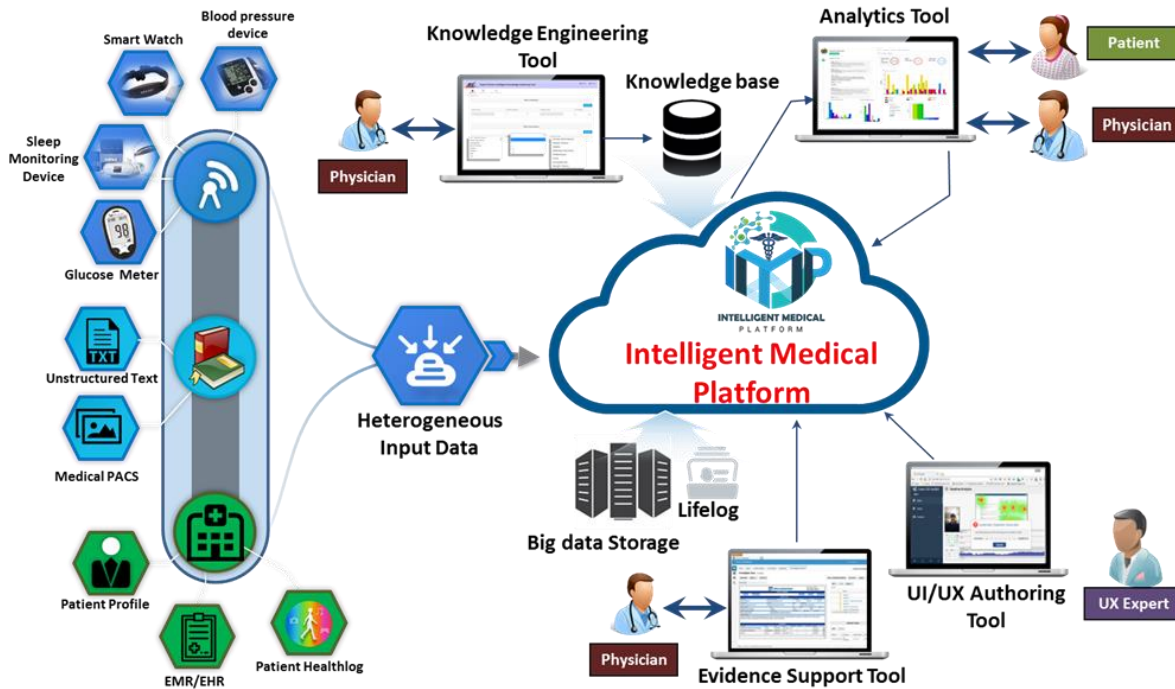 Blood pressure
device
Smart Watch
Sleep
Monitoring
Device
98
Glucose Meter
TXT
Unstructured Text
Medical PACS
Patient Profile
EMR/EHR
Patient Healthlog
Heterogeneous
Input Data
Knowledge Engineering
Tool
Physician
Knowledge base
Analytics Tool
Patient
Physician
IMP
INTELLIGENT MEDICAL
PLATFORM
Intelligent Medical
Platform
Lifelog
Big data Storage
Physician
Evidence Support Tool
UI/UX Authoring
Tool
UX Expert